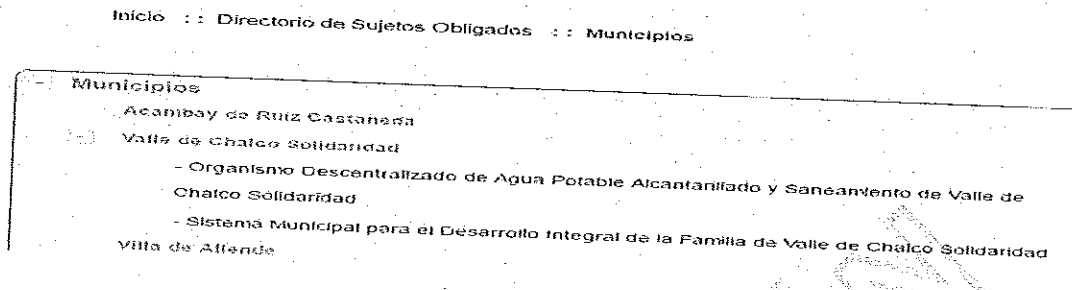 Inicio :: Directorio de Sujetos Obligados :: Municipios
Municipios
Acambay de Ruiz Castañeda
Valle de Chalco Solidaridad
- Organismo Descentralizado de Agua Potable Alcantarillado y Saneamiento de Valle de
Chalco Solidaridad
- Sistema Municipal para el Desarrollo Integral de la Familia de Valle de Chalco Solidaridad
Villa de Allende